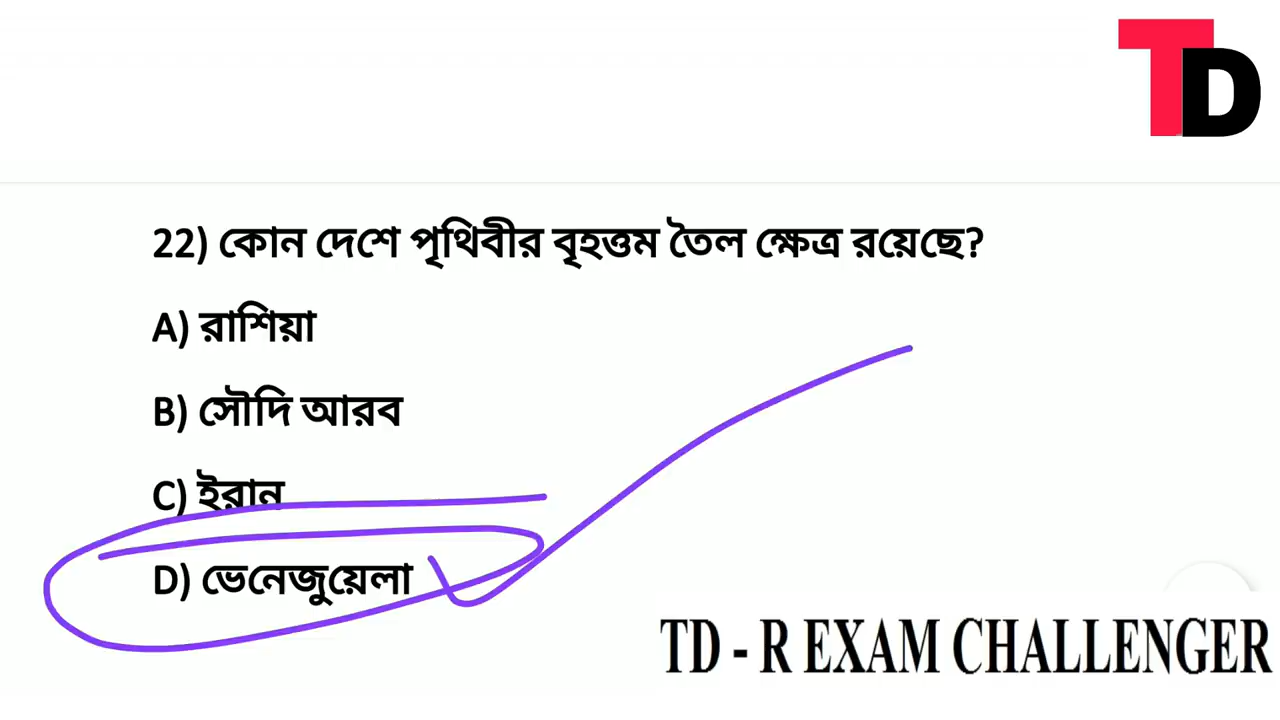 TD
22) কোন দেশে পৃথিবীর বৃহত্তম তৈল ক্ষেত্র রয়েছে?
A) রাশিয়া
B) সৌদি আরব
C) ইরান
D) ভেনেজুয়েলা
TD - R EXAM CHALLENGER